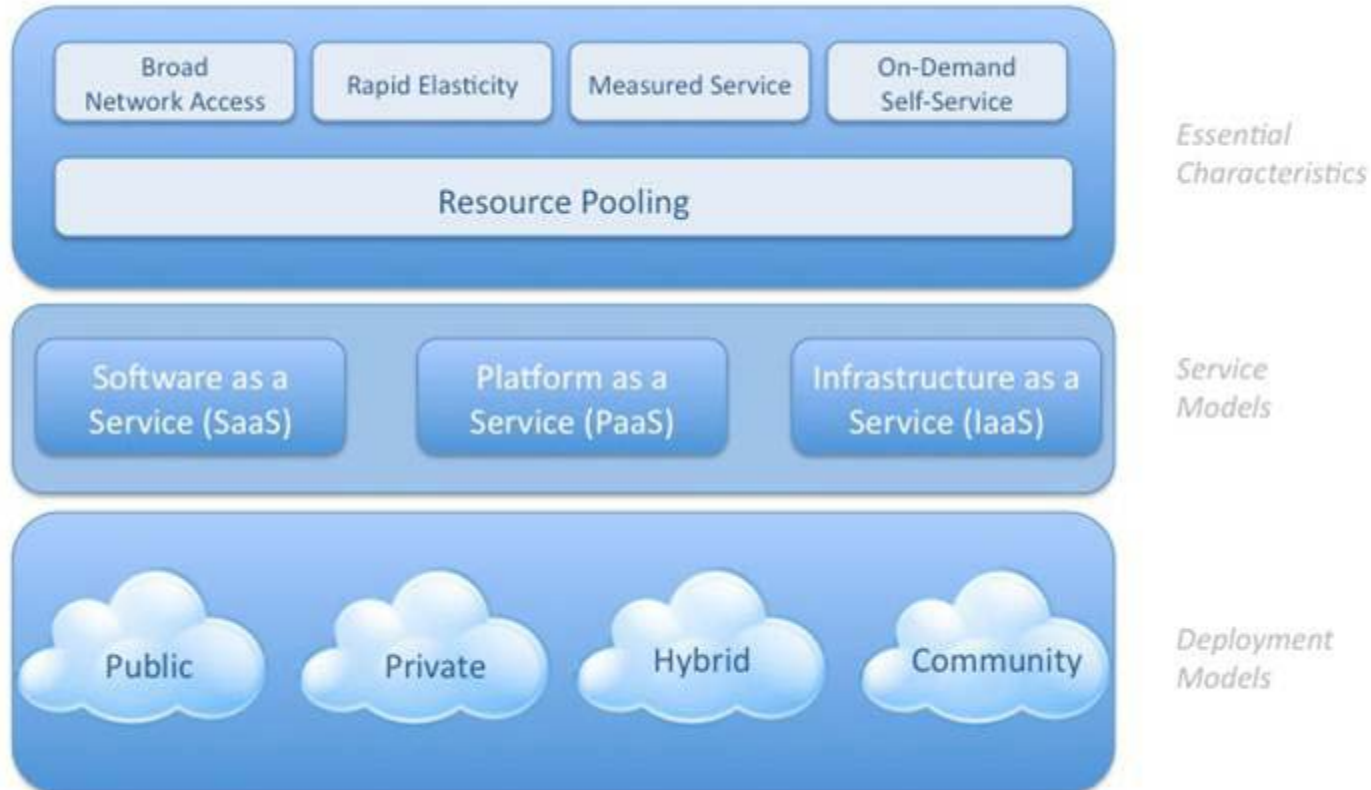 Broad
Network Access
Rapid Elasticity
Measured Service
On-Demand
Self-Service
Resource Pooling
Essential
Characteristics
Software as a
Service (SaaS)
Platform as a
Service (PaaS)
Infrastructure as a
Service (IaaS)
Service
Models
Public
Private
Hybrid
Community
Deployment
Models